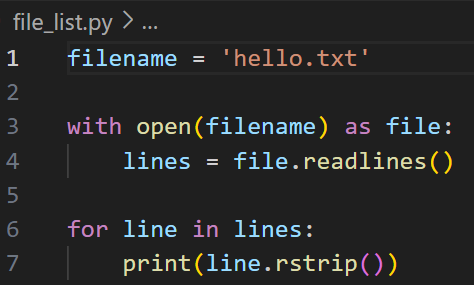 file_list.py > ...
1 filename = 'hello.txt'
2
3 with open(filename) as file:
4     lines = file.readlines()
5
6 for line in lines:
7     print(line.rstrip())